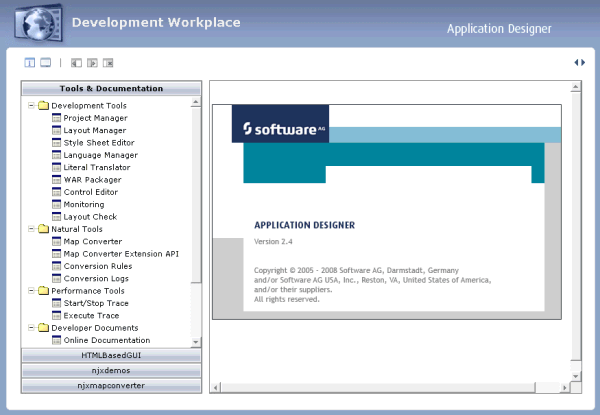 Development Workplace
Application Designer
Tools & Documentation
Development Tools
Project Manager
Layout Manager
Style Sheet Editor
Language Manager
Literal Translator
WAR Packager
Control Editor
Monitoring
Layout Check
Natural Tools
Map Converter
Map Converter Extension API
Conversion Rules
Conversion Logs
Performance Tools
Start/Stop Trace
Execute Trace
Developer Documents
Online Documentation
HTMLBasedGUI
njxdemos
njxmapconverter
software AG
APPLICATION DESIGNER
Version 2.4
Copyright © 2005 - 2008 Software AG, Darmstadt, Germany
and/or Software AG USA, Inc., Reston, VA, United States of America,
and/or their suppliers.
All rights reserved.